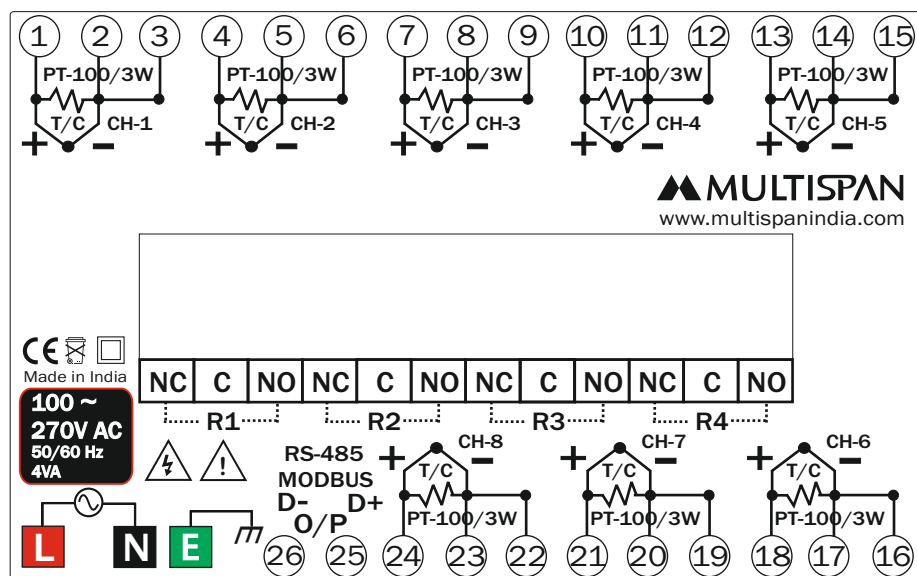 1 2 3 4 5 6 7 8 9 10 11 12 13 14 15
PT-100/3W PT-100/3W PT-100/3W PT-100/3W PT-100/3W
T/C CH-1 T/C CH-2 T/C CH-3 T/C CH-4 T/C CH-5
+ − + − + − + − + −
MULTISPAN
www.multispanindia.com
CE
Made in India
NC C NO NC C NO NC C NO NC C NO
R1 R2 R3 R4
100 ~
270V AC
50/60 Hz
4VA
RS-485
MODBUS
D- D+
O/P
CH-8 CH-7 CH-6
+ − + − + −
T/C T/C T/C
PT-100/3W PT-100/3W PT-100/3W
L N E
26 25 24 23 22 21 20 19 18 17 16